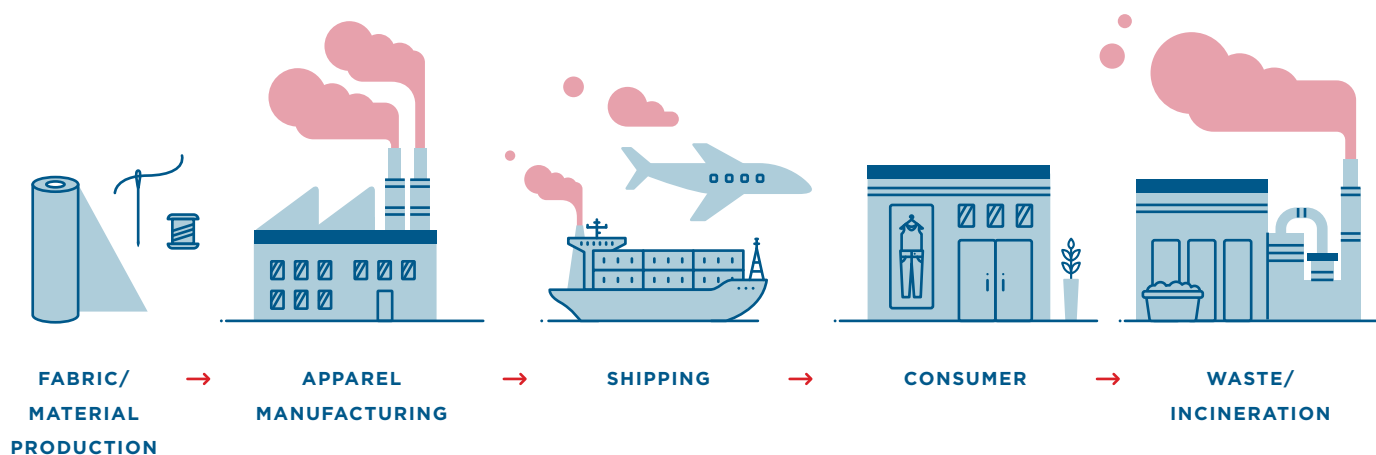 FABRIC/
MATERIAL
PRODUCTION
→
APPAREL
MANUFACTURING
→
SHIPPING
→
CONSUMER
→
WASTE/
INCINERATION